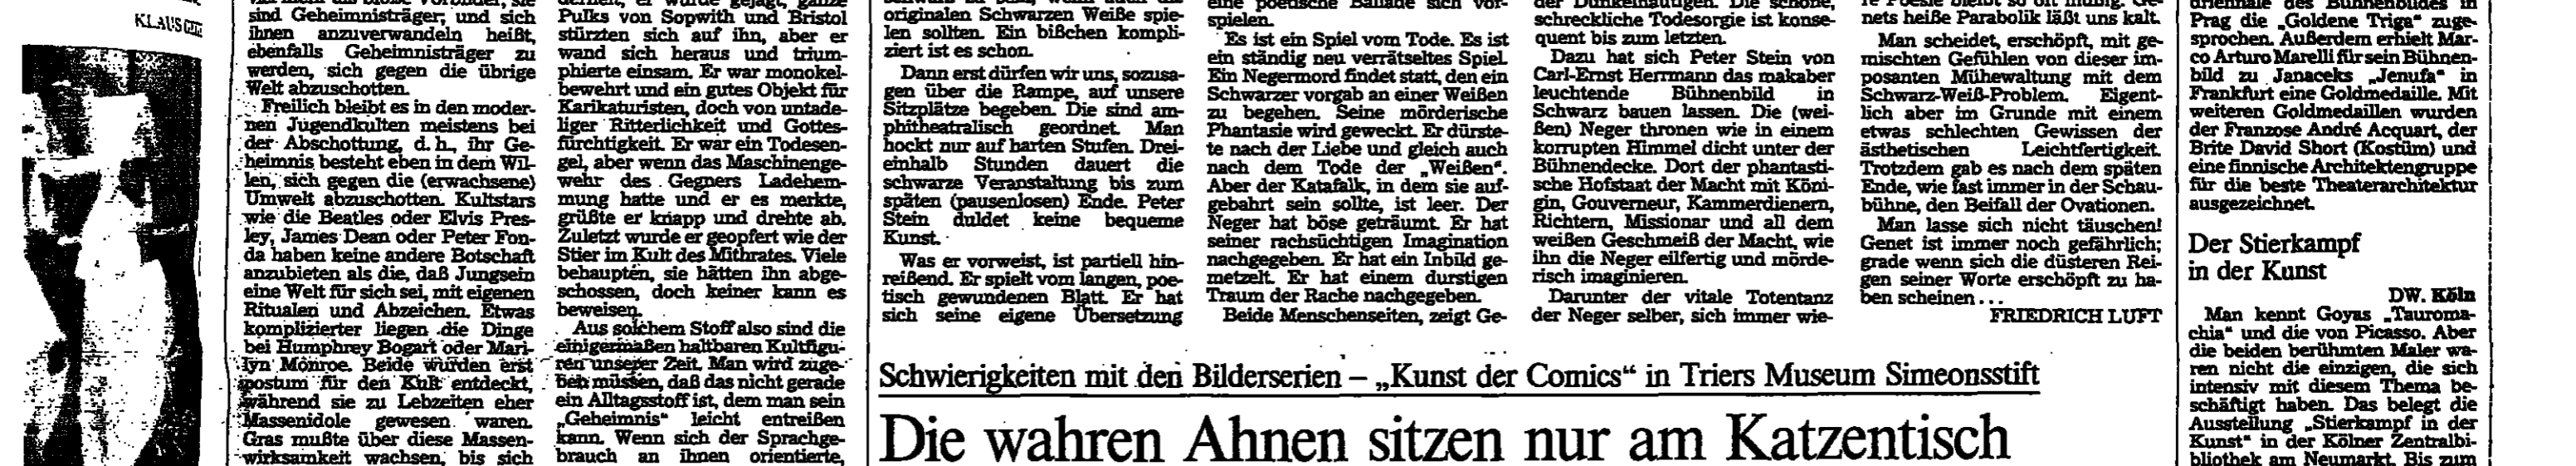 KLAUS
sind Geheimnisträger; und sich
ihnen anzuverwandeln heißt,
ebenfalls Geheimnisträger zu
werden, sich gegen die übrige
Welt abzuschotten.
Freilich bleibt es in den moder-
nen Jugendkulten meistens bei
der Abschottung, d. h., ihr Ge-
heimnis besteht eben in dem Wil-
len, sich gegen die (erwachsene)
Umwelt abzuschotten. Kultstars
wie die Beatles oder Elvis Pres-
ley, James Dean oder Peter Fon-
da haben keine andere Botschaft
anzubieten als die, daß Jungsein
eine Welt für sich sei, mit eigenen
Ritualen und Abzeichen. Etwas
komplizierter liegen die Dinge
bei Humphrey Bogart oder Mari-
lyn Monroe. Beide wurden erst
postum für den Kult entdeckt,
während sie zu Lebzeiten eher
Massenidole gewesen waren.
Gras mußte über diese Massen-
wirksamkeit wachsen, bis sich
dernen, er wurde gejagt, ganze
Pulks von Sopwith und Bristol
stürzten sich auf ihn, aber er
wand sich heraus und trium-
phierte einsam. Er war monokel-
bewehrt und ein gutes Objekt für
Karikaturisten, doch von untade-
liger Ritterlichkeit und Gottes-
fürchtigkeit. Er war ein Todesen-
gel, aber wenn das Maschinenge-
wehr des Gegners Ladehem-
mung hatte und er es merkte,
grüßte er knapp und drehte ab.
Zuletzt wurde er geopfert wie der
Stier im Kult des Mithrates. Viele
behaupten, sie hätten ihn abge-
schossen, doch keiner kann es
beweisen.
Aus solchem Stoff also sind die
einigermaßen haltbaren Kultfigu-
ren unserer Zeit. Man wird zuge-
ben müssen, daß das nicht gerade
ein Alltagsstoff ist, dem man sein
„Geheimnis“ leicht entreißen
kann. Wenn sich der Sprachge-
brauch an ihnen orientierte,
originalen Schwarzen Weiße spie-
len sollten. Ein bißchen kompli-
ziert ist es schon.
Dann erst dürfen wir uns, sozusa-
gen über die Rampe, auf unsere
Sitzplätze begeben. Die sind am-
phitheatralisch geordnet. Man
hockt nur auf harten Stufen. Drei-
einhalb Stunden dauert die
schwarze Veranstaltung bis zum
späten (pausenlosen) Ende. Peter
Stein duldet keine bequeme
Kunst.
Was er vorweist, ist partiell hin-
reißend. Er spielt vom langen, poe-
tisch gewundenen Blatt. Er hat
sich seine eigene Übersetzung
eine poetische Ballade sich vor-
spielen.
Es ist ein Spiel vom Tode. Es ist
ein ständig neu verrätseltes Spiel.
Ein Negermord findet statt, den ein
Schwarzer vorgab an einer Weißen
zu begehen. Seine mörderische
Phantasie wird geweckt. Er dürste-
te nach der Liebe und gleich auch
nach dem Tode der „Weißen“.
Aber der Katafalk, in dem sie auf-
gebahrt sein sollte, ist leer. Der
Neger hat böse geträumt. Er hat
seiner rachsüchtigen Imagination
nachgegeben. Er hat ein Inbild ge-
metzelt. Er hat einem durstigen
Traum der Rache nachgegeben.
Beide Menschenseiten, zeigt Ge-
der Dunkelhäutigen. Die schöne,
schreckliche Todesorgie ist konse-
quent bis zum letzten.
Dazu hat sich Peter Stein von
Carl-Ernst Herrmann das makaber
leuchtende Bühnenbild in
Schwarz bauen lassen. Die (wei-
ßen) Neger thronen wie in einem
korrupten Himmel dicht unter der
Bühnendecke. Dort der phantasti-
sche Hofstaat der Macht mit Köni-
gin, Gouverneur, Kammerdienern,
Richtern, Missionar und all dem
weißen Geschmeiß der Macht, wie
ihn die Neger eilfertig und mörde-
risch imaginieren.
Darunter der vitale Totentanz
der Neger selber, sich immer wie-
nets heiße Parabolik läßt uns kalt.
Man scheidet, erschöpft, mit ge-
mischten Gefühlen von dieser im-
posanten Mühewaltung mit dem
Schwarz-Weiß-Problem. Eigent-
lich aber im Grunde mit einem
etwas schlechten Gewissen der
ästhetischen Leichtfertigkeit.
Trotzdem gab es nach dem späten
Ende, wie fast immer in der Schau-
bühne, den Beifall der Ovationen.
Man lasse sich nicht täuschen!
Genet ist immer noch gefährlich;
grade wenn sich die düsteren Rei-
gen seiner Worte erschöpft zu ha-
ben scheinen ...
FRIEDRICH LUFT
Schwierigkeiten mit den Bilderserien – „Kunst der Comics“ in Triers Museum Simeonsstift
Die wahren Ahnen sitzen nur am Katzentisch
driennale des Bühnenbildes in
Prag die „Goldene Triga“ zuge-
sprochen. Außerdem erhielt Mar-
co Arturo Marelli für sein Bühnen-
bild zu Janaceks „Jenufa“ in
Frankfurt eine Goldmedaille. Mit
weiteren Goldmedaillen wurden
der Franzose André Acquart, der
Brite David Short (Kostüm) und
eine finnische Architektengruppe
für die beste Theaterarchitektur
ausgezeichnet.
Der Stierkampf
in der Kunst
DW. Köln
Man kennt Goyas „Tauroma-
chia“ und die von Picasso. Aber
die beiden berühmten Maler wa-
ren nicht die einzigen, die sich
intensiv mit diesem Thema be-
schäftigt haben. Das belegt die
Ausstellung „Stierkampf in der
Kunst“ in der Kölner Zentralbi-
bliothek am Neumarkt. Bis zum